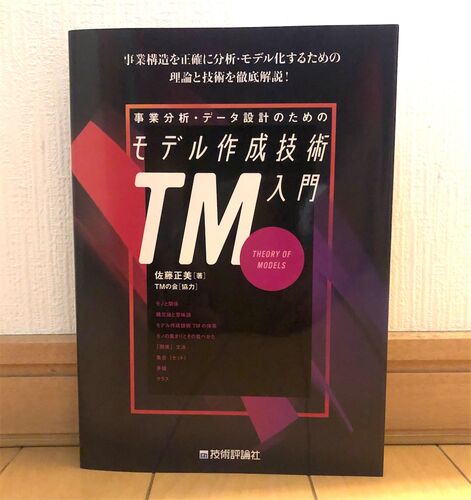 事業構造を正確に分析・モデル化するための
理論と技術を徹底解説!
事業分析・データ設計のための
モデル作成技術
TM入門
THEORY OF
MODELS
佐藤正美[著]
TMの会[協力]
モノと関係
構文論と意味論
モデル作成技術 TM の体系
モノの集まりとその並べかた
「関係」文法
集合(セット)
多値
クラス
技術評論社